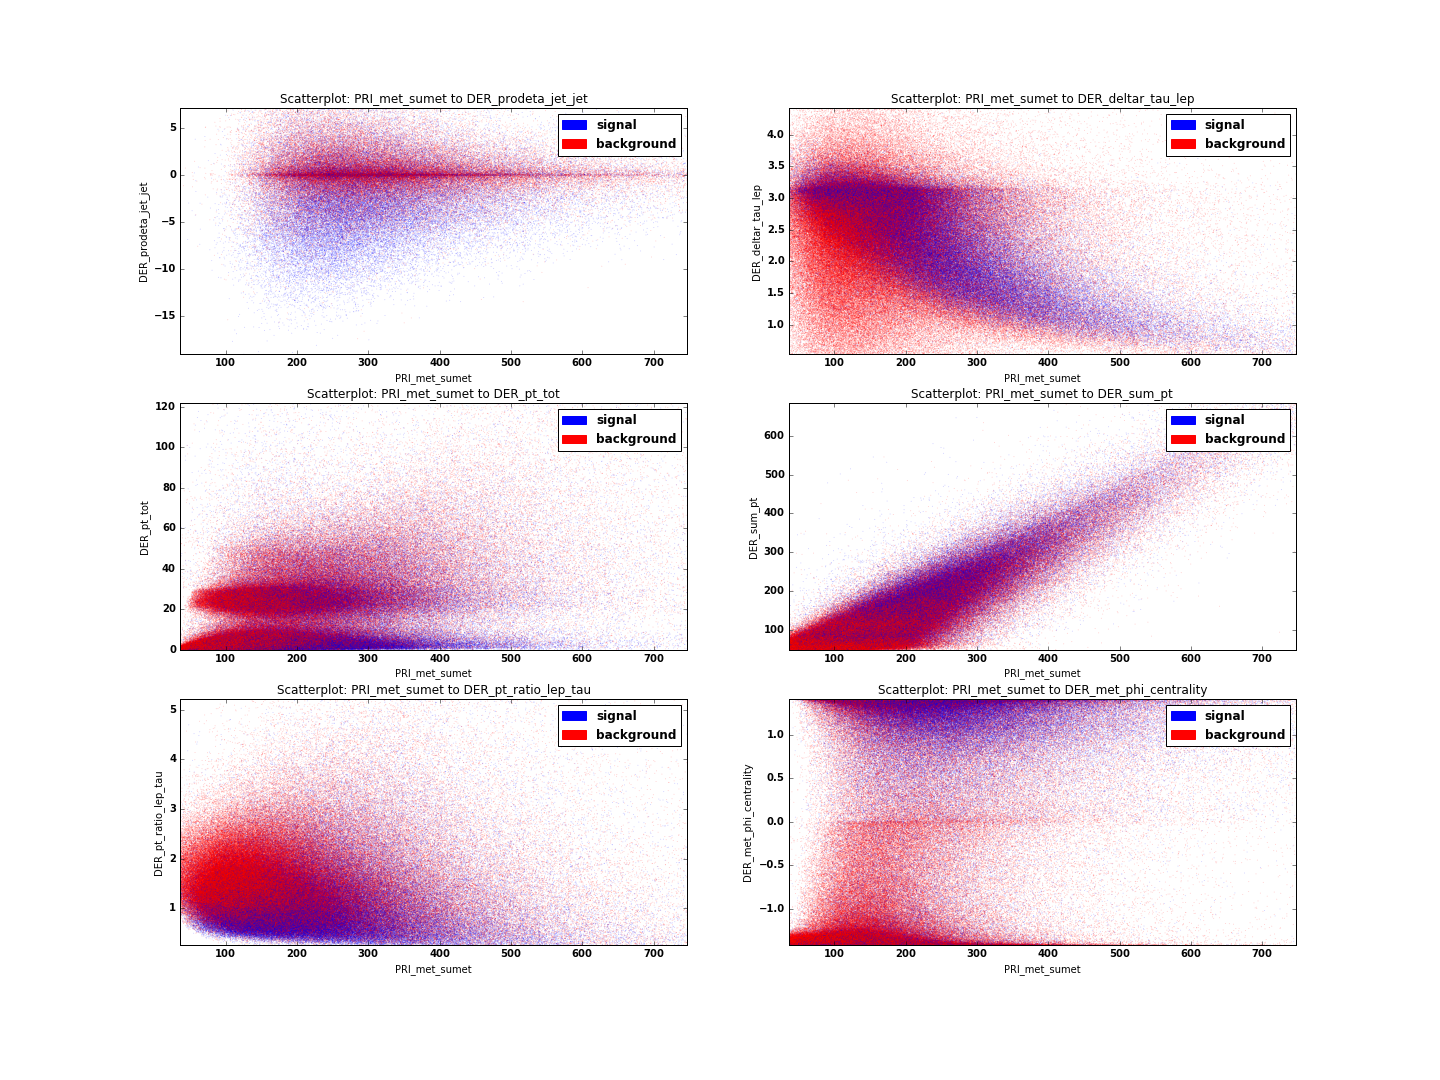 Scatterplot: PRI_met_sumet to DER_prodeta_jet_jet
signal
background
DER_prodeta_jet_jet
5
0
−5
−10
−15
100 200 300 400 500 600 700
PRI_met_sumet
Scatterplot: PRI_met_sumet to DER_deltar_tau_lep
signal
background
DER_deltar_tau_lep
4.0
3.5
3.0
2.5
2.0
1.5
1.0
100 200 300 400 500 600 700
PRI_met_sumet
Scatterplot: PRI_met_sumet to DER_pt_tot
signal
background
DER_pt_tot
120
100
80
60
40
20
0
100 200 300 400 500 600 700
PRI_met_sumet
Scatterplot: PRI_met_sumet to DER_sum_pt
signal
background
DER_sum_pt
600
500
400
300
200
100
100 200 300 400 500 600 700
PRI_met_sumet
Scatterplot: PRI_met_sumet to DER_pt_ratio_lep_tau
signal
background
DER_pt_ratio_lep_tau
5
4
3
2
1
100 200 300 400 500 600 700
PRI_met_sumet
Scatterplot: PRI_met_sumet to DER_met_phi_centrality
signal
background
DER_met_phi_centrality
1.0
0.5
0.0
−0.5
−1.0
100 200 300 400 500 600 700
PRI_met_sumet